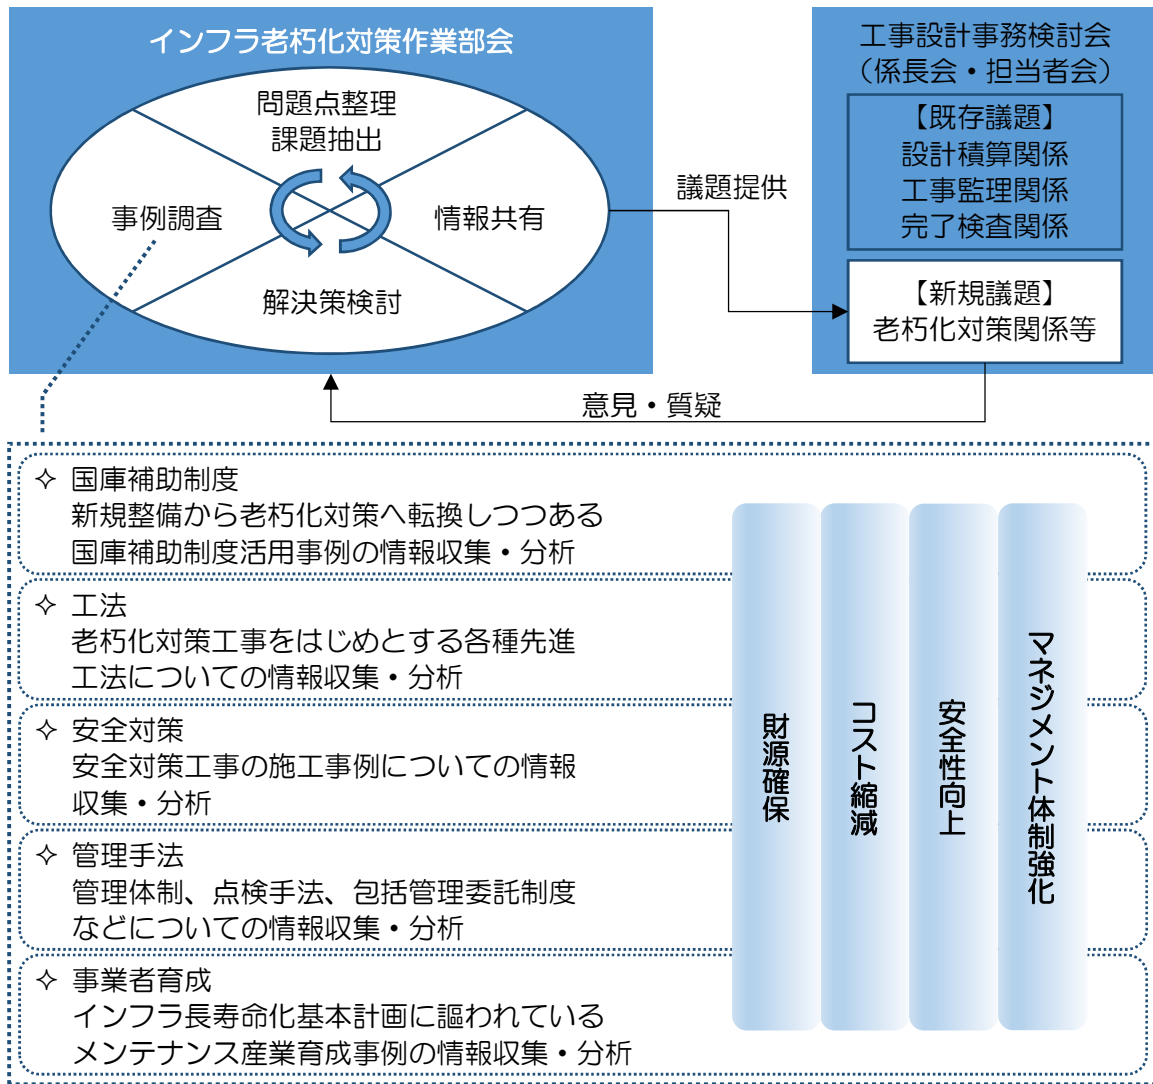 インフラ老朽化対策作業部会
問題点整理
課題抽出
事例調査
情報共有
解決策検討
議題提供
工事設計事務検討会
（係長会・担当者会）
【既存議題】
設計積算関係
工事監理関係
完了検査関係
【新規議題】
老朽化対策関係等
意見・質疑
✧ 国庫補助制度
新規整備から老朽化対策へ転換しつつある
国庫補助制度活用事例の情報収集・分析
✧ 工法
老朽化対策工事をはじめとする各種先進
工法についての情報収集・分析
✧ 安全対策
安全対策工事の施工事例についての情報
収集・分析
✧ 管理手法
管理体制、点検手法、包括管理委託制度
などについての情報収集・分析
✧ 事業者育成
インフラ長寿命化基本計画に謳われている
メンテナンス産業育成事例の情報収集・分析
財源確保
コスト縮減
安全性向上
マネジメント体制強化